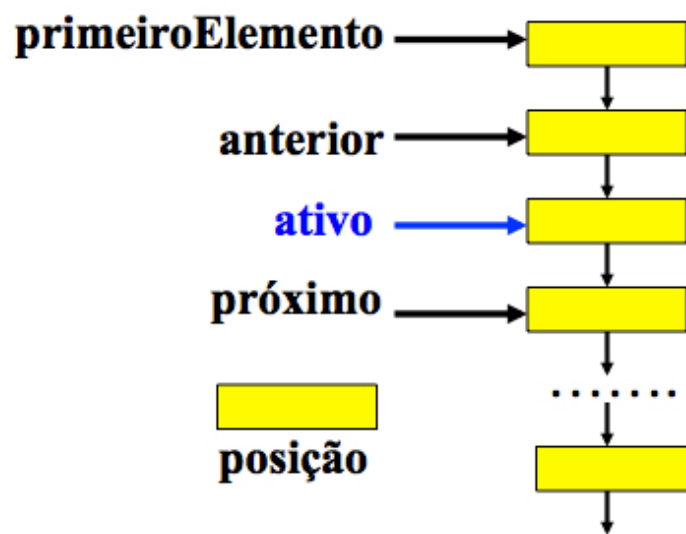 primeiroElemento
anterior
ativo
próximo
.......
posição